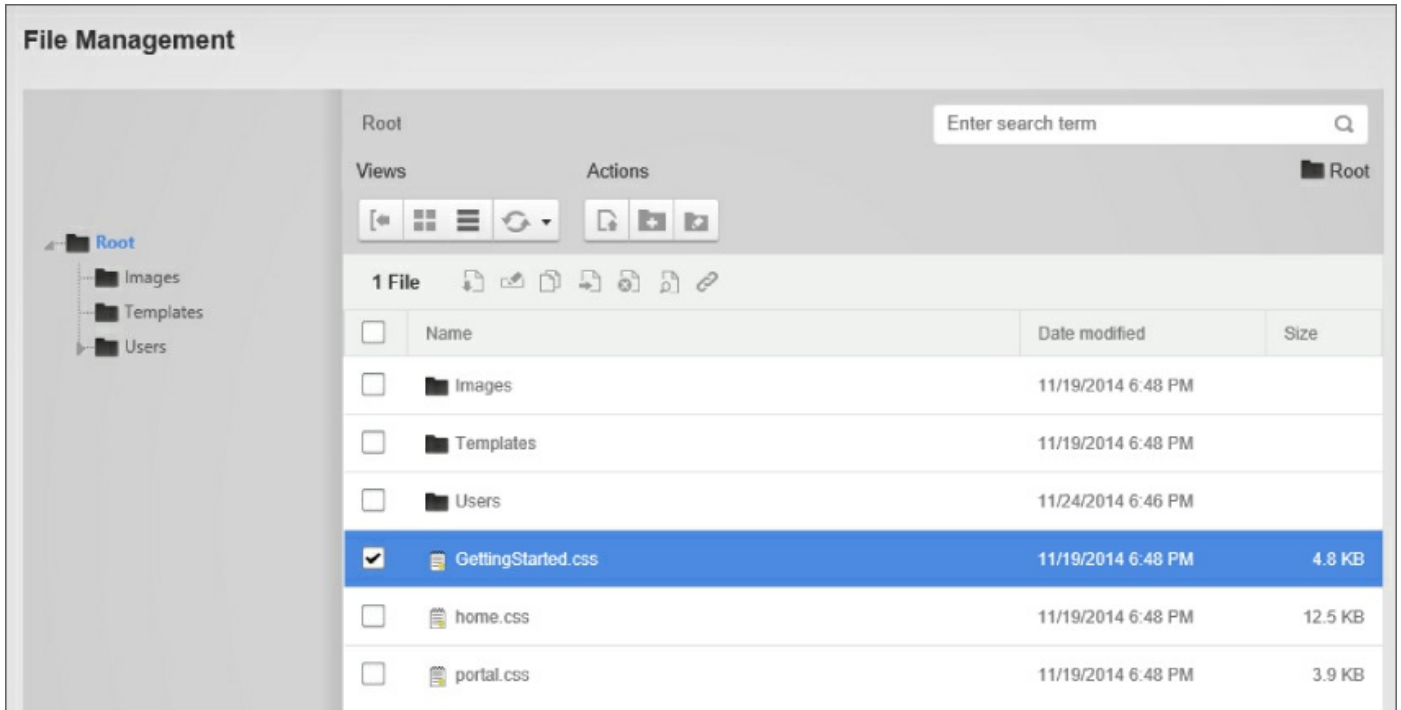 File Management
Root
Enter search term
Views
Actions
Root
Root
Images
Templates
Users
1 File
Name Date modified Size
Images 11/19/2014 6:48 PM
Templates 11/19/2014 6:48 PM
Users 11/24/2014 6:46 PM
GettingStarted.css 11/19/2014 6:48 PM 4.8 KB
home.css 11/19/2014 6:48 PM 12.5 KB
portal.css 11/19/2014 6:48 PM 3.9 KB